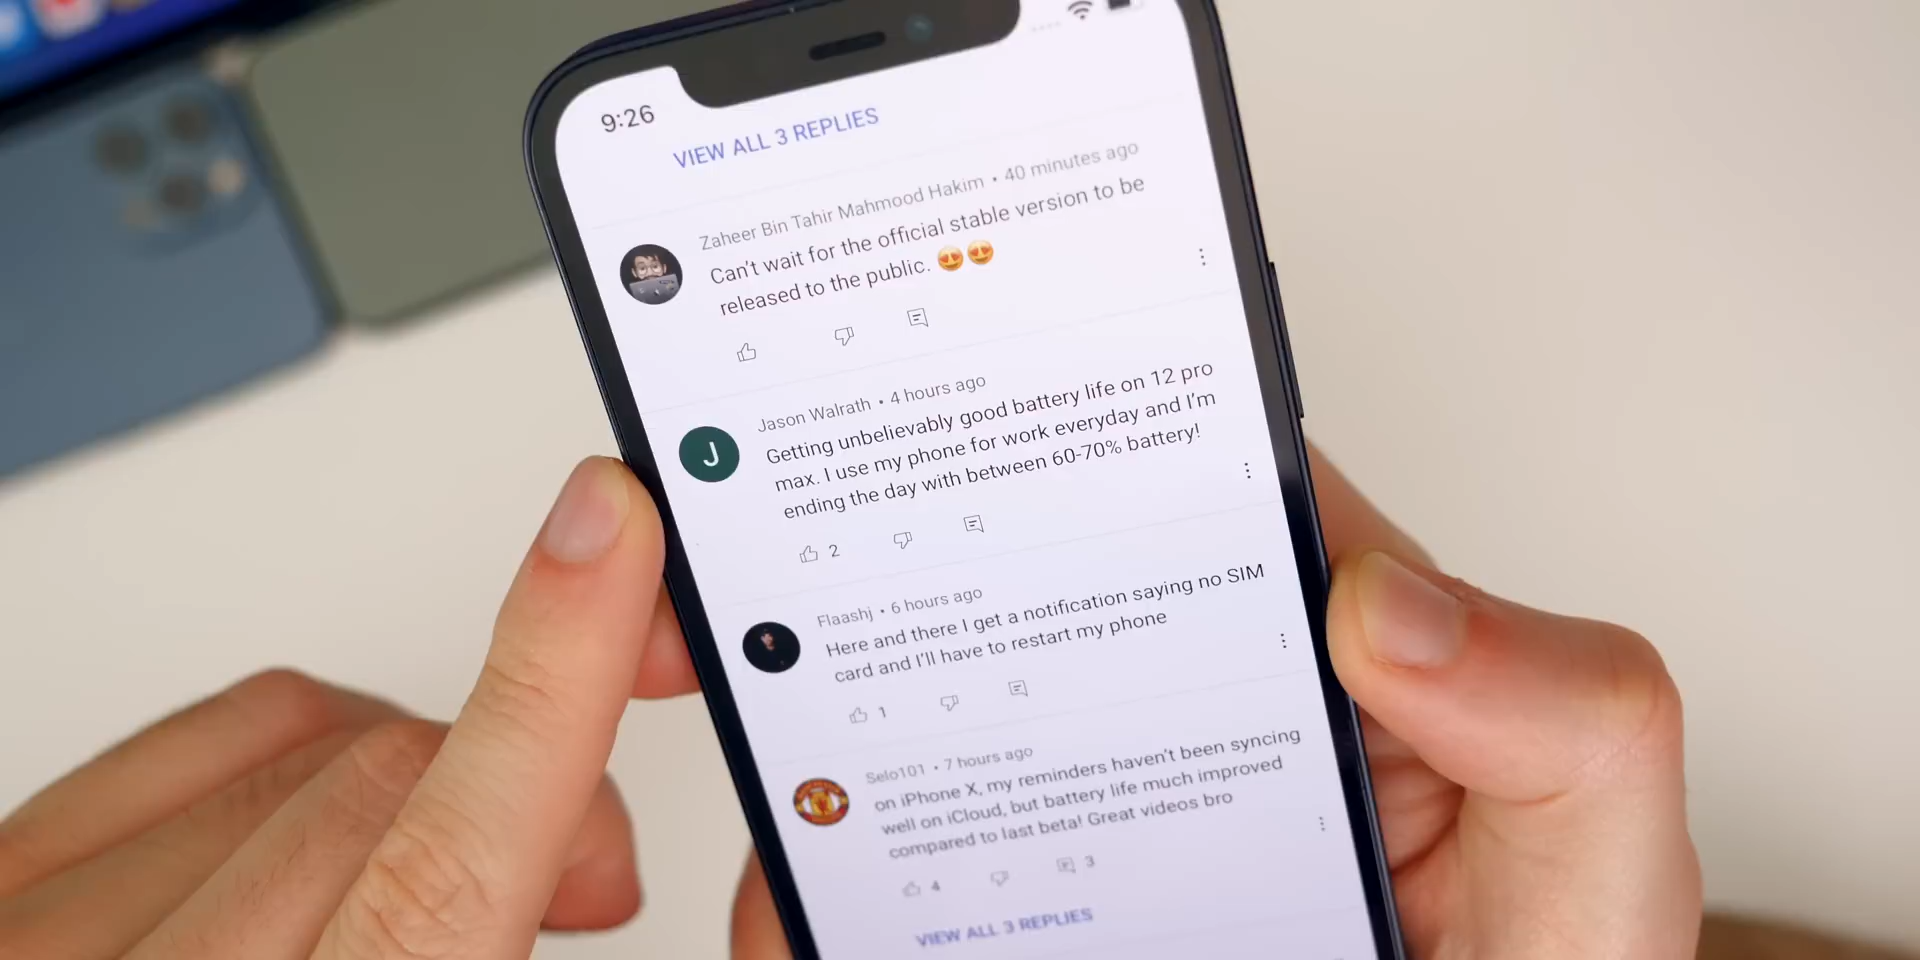 9:26
VIEW ALL 3 REPLIES
Zaheer Bin Tahir Mahmood Hakim • 40 minutes ago
Can't wait for the official stable version to be
released to the public. 😍😍
J
Jason Walrath • 4 hours ago
Getting unbelievably good battery life on 12 pro
max. I use my phone for work everyday and I'm
ending the day with between 60-70% battery!
2
Flaashj • 6 hours ago
Here and there I get a notification saying no SIM
card and I'll have to restart my phone
1
Selo101 • 7 hours ago
on iPhone X, my reminders haven't been syncing
well on iCloud, but battery life much improved
compared to last beta! Great videos bro
4 3
VIEW ALL 3 REPLIES